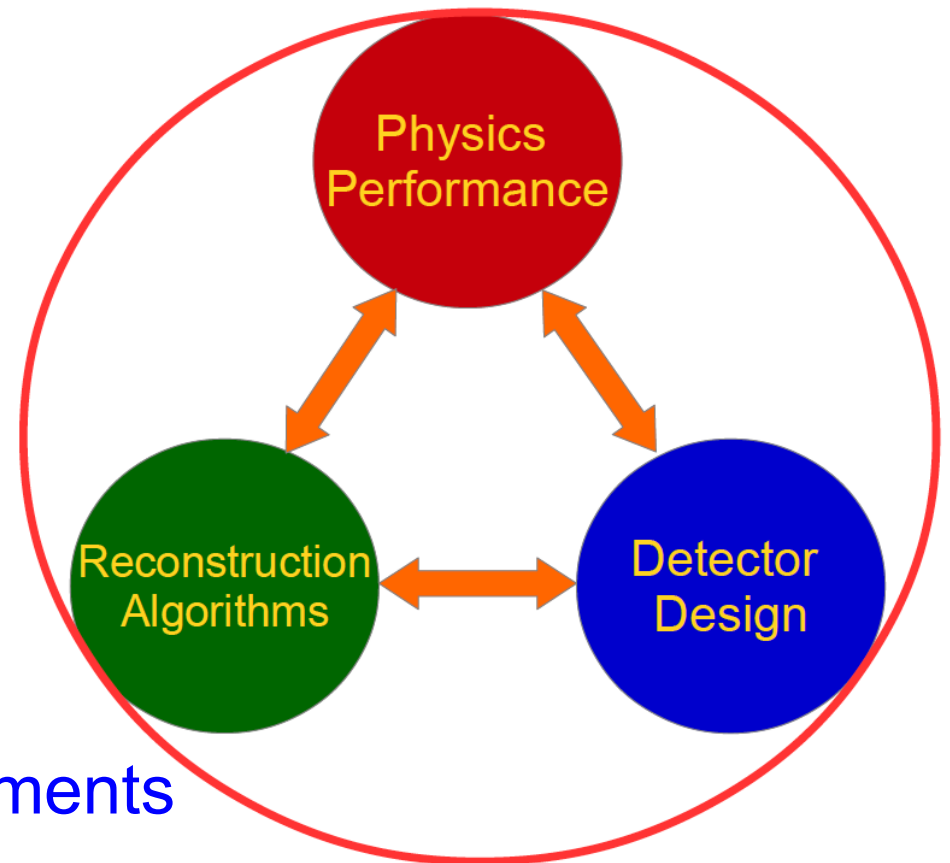 Physics
Performance
Reconstruction
Algorithms
Detector
Design
ments